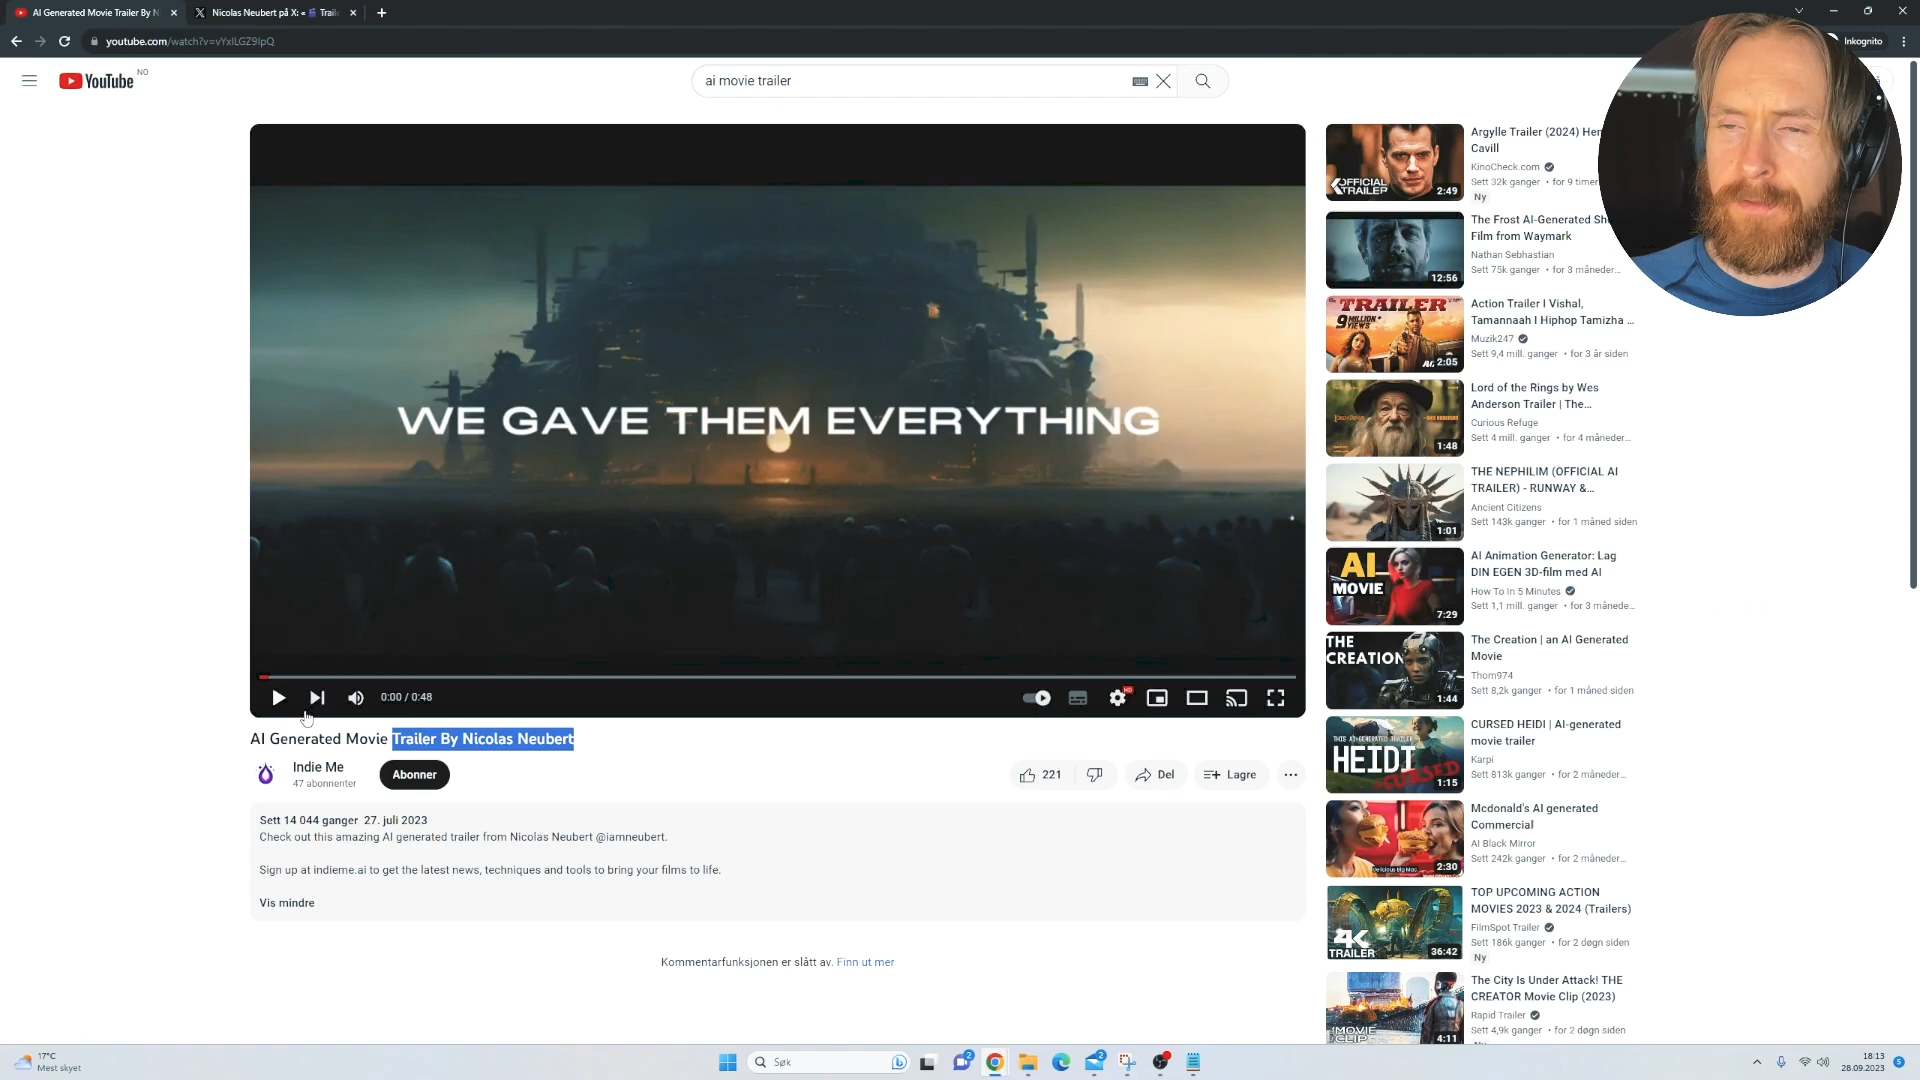 AI Generated Movie Trailer By N
Nicolas Neubert på X: «
Trail
youtube.com/watch?v=vYxILGZ9IpQ
Inkognito
YouTube NO
ai movie trailer
WE GAVE THEM EVERYTHING
0:00 / 0:48
HD
AI Generated Movie Trailer By Nicolas Neubert
Indie Me
47 abonnenter
Abonner
221
Del
Lagre
Sett 14 044 ganger 27. juli 2023
Check out this amazing AI generated trailer from Nicolas Neubert @iamneubert.
Sign up at indieme.ai to get the latest news, techniques and tools to bring your films to life.
Vis mindre
Kommentarfunksjonen er slått av. Finn ut mer
OFFICIAL
TRAILER
2:49
Argylle Trailer (2024) Hen
Cavill
KinoCheck.com
Sett 32k ganger • for 9 timer
Ny
12:56
The Frost AI-Generated Sh
Film from Waymark
Nathan Sebhastian
Sett 75k ganger • for 3 måneder...
TRAILER
9 MILLION+
VIEWS
2:05
Action Trailer I Vishal,
Tamannaah I Hiphop Tamizha ...
Muzik247
Sett 9,4 mill. ganger • for 3 år siden
1:48
Lord of the Rings by Wes
Anderson Trailer | The...
Curious Refuge
Sett 4 mill. ganger • for 4 måneder...
1:01
THE NEPHILIM (OFFICIAL AI
TRAILER) - RUNWAY &...
Ancient Citizens
Sett 143k ganger • for 1 måned siden
AI
MOVIE
7:29
AI Animation Generator: Lag
DIN EGEN 3D-film med AI
How To In 5 Minutes
Sett 1,1 mill. ganger • for 3 månede...
THE
CREATION
1:44
The Creation | an AI Generated
Movie
Thom974
Sett 8,2k ganger • for 1 måned siden
THIS AI-GENERATED TRAILER
HEIDI
CURSED
1:15
CURSED HEIDI | AI-generated
movie trailer
Karpi
Sett 813k ganger • for 2 måneder...
delicious Big Mac
2:30
Mcdonald's AI generated
Commercial
AI Black Mirror
Sett 242k ganger • for 2 måneder...
4K
TRAILER
36:42
TOP UPCOMING ACTION
MOVIES 2023 & 2024 (Trailers)
FilmSpot Trailer
Sett 186k ganger • for 2 døgn siden
Ny
MOVIE
CLIP
4:11
The City Is Under Attack! THE
CREATOR Movie Clip (2023)
Rapid Trailer
Sett 4,9k ganger • for 2 døgn siden
17°C
Mest skyet
Søk
2
2
18:13
28.09.2023
5